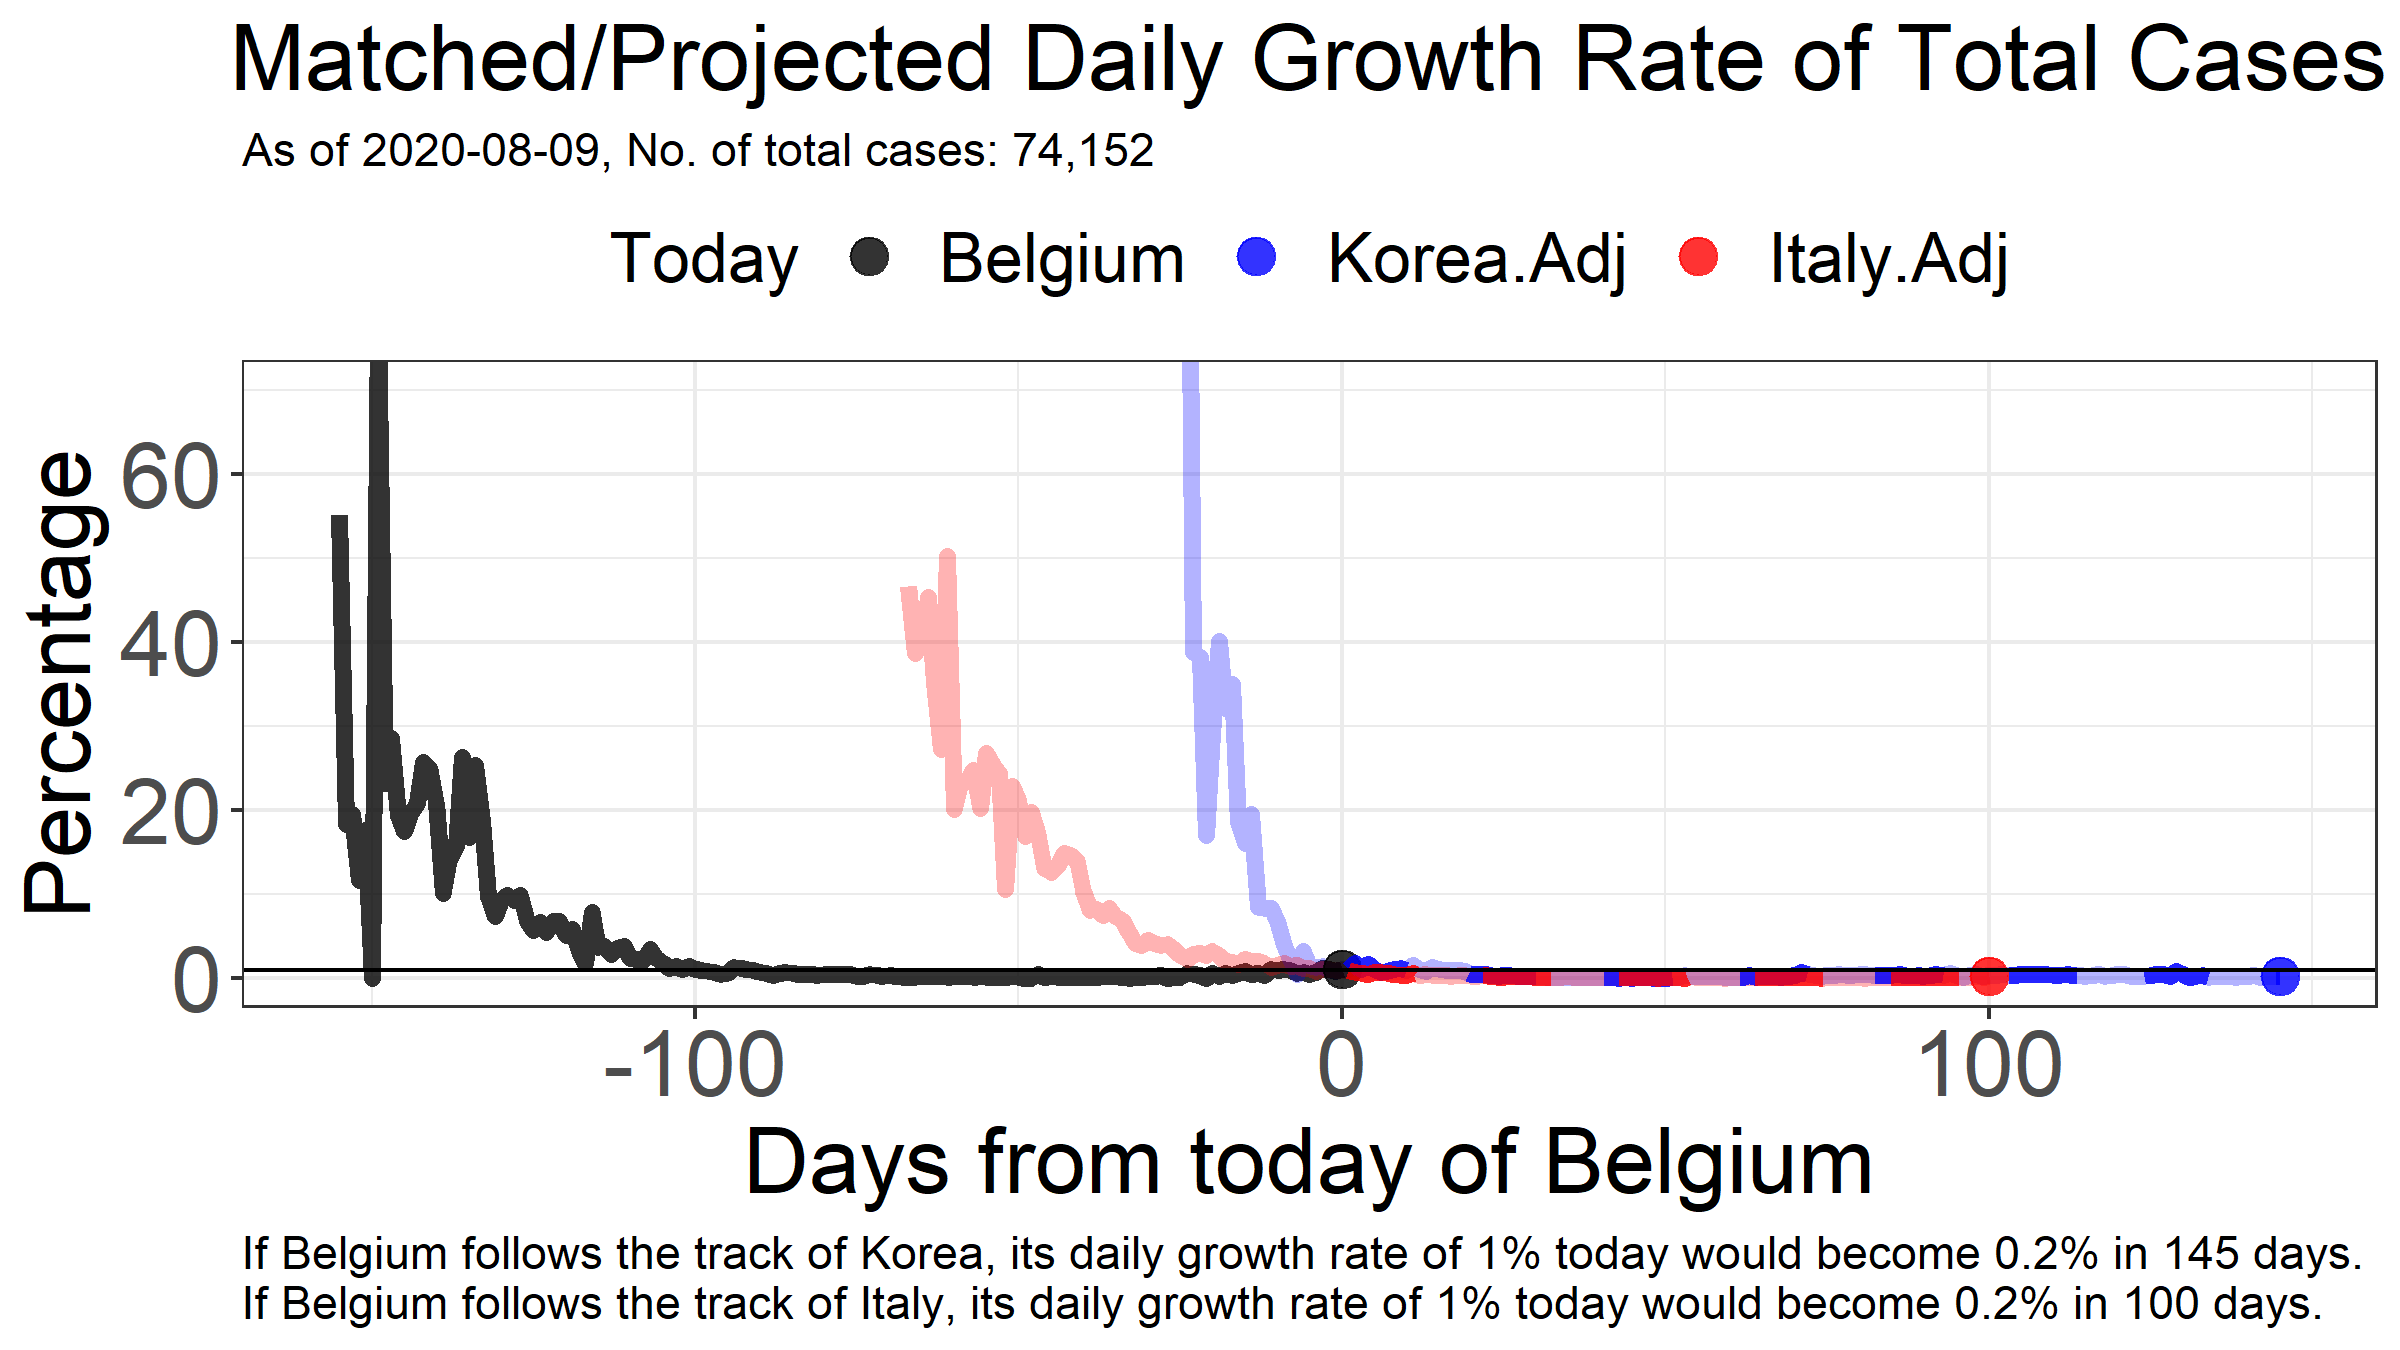 Matched/Projected Daily Growth Rate of Total Cases
As of 2020-08-09, No. of total cases: 74,152
Today Belgium Korea.Adj Italy.Adj
Percentage
60
40
20
0
-100 0 100
Days from today of Belgium
If Belgium follows the track of Korea, its daily growth rate of 1% today would become 0.2% in 145 days.
If Belgium follows the track of Italy, its daily growth rate of 1% today would become 0.2% in 100 days.